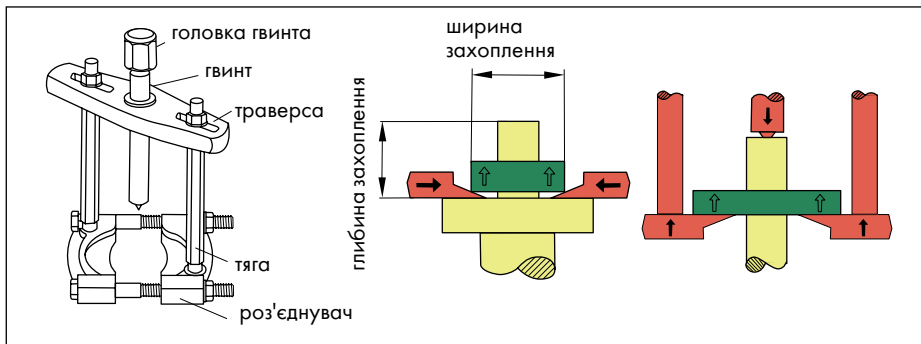 головка гвинта
гвинт
траверса
тяга
роз'єднувач
ширина
захоплення
глибина захоплення